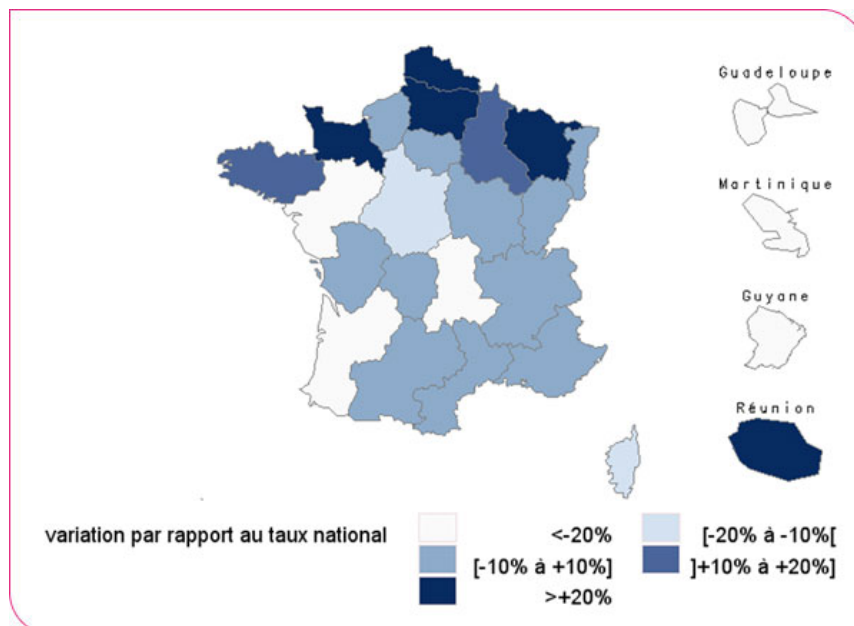 Guadeloupe
Martinique
Guyane
Réunion
variation par rapport au taux national
<-20%
[-20% à -10%[
[-10% à +10%]
]+10% à +20%]
>+20%